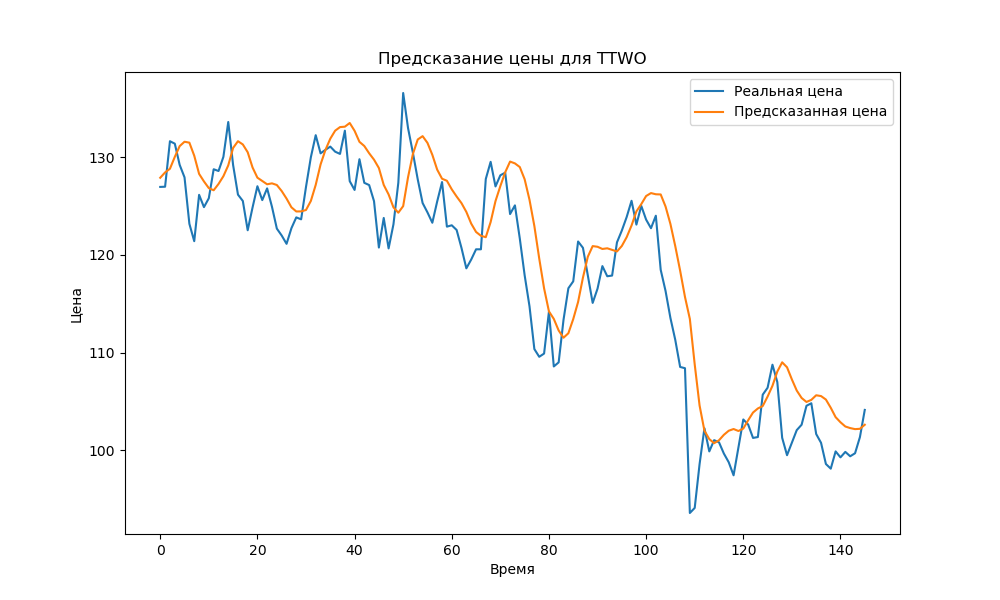 Предсказание цены для TTWO
Реальная цена
Предсказанная цена
130
120
110
100
Цена
0 20 40 60 80 100 120 140
Время